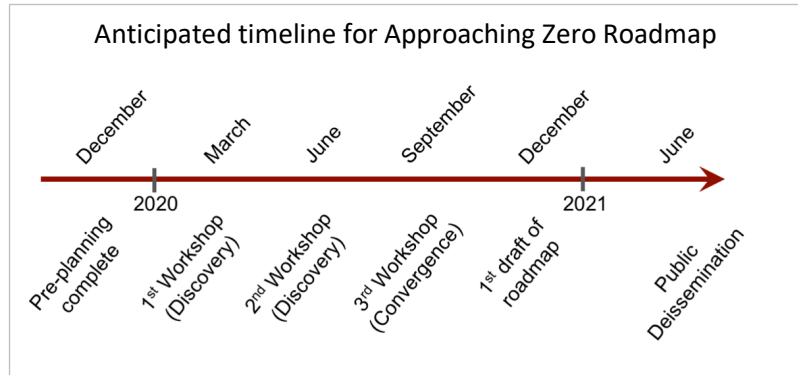 Anticipated timeline for Approaching Zero Roadmap
December
March
June
September
December
June
2020
2021
Pre-planning
complete
1st Workshop
(Discovery)
2nd Workshop
(Discovery)
3rd Workshop
(Convergence)
1st draft of
roadmap
Public
Deissemination